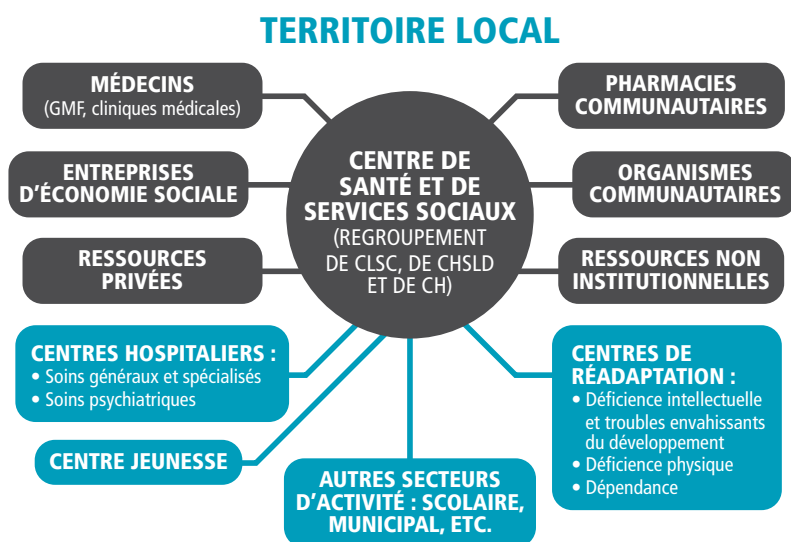 TERRITOIRE LOCAL
MÉDECINS
(GMF, cliniques médicales)
ENTREPRISES
D'ÉCONOMIE SOCIALE
RESSOURCES
PRIVÉES
CENTRE DE
SANTÉ ET DE
SERVICES SOCIAUX
(REGROUPEMENT
DE CLSC, DE CHSLD
ET DE CH)
PHARMACIES
COMMUNAUTAIRES
ORGANISMES
COMMUNAUTAIRES
RESSOURCES NON
INSTITUTIONNELLES
CENTRES HOSPITALIERS :
• Soins généraux et spécialisés
• Soins psychiatriques
CENTRE JEUNESSE
AUTRES SECTEURS
D'ACTIVITÉ : SCOLAIRE,
MUNICIPAL, ETC.
CENTRES DE
RÉADAPTATION :
• Déficience intellectuelle
et troubles envahissants
du développement
• Déficience physique
• Dépendance